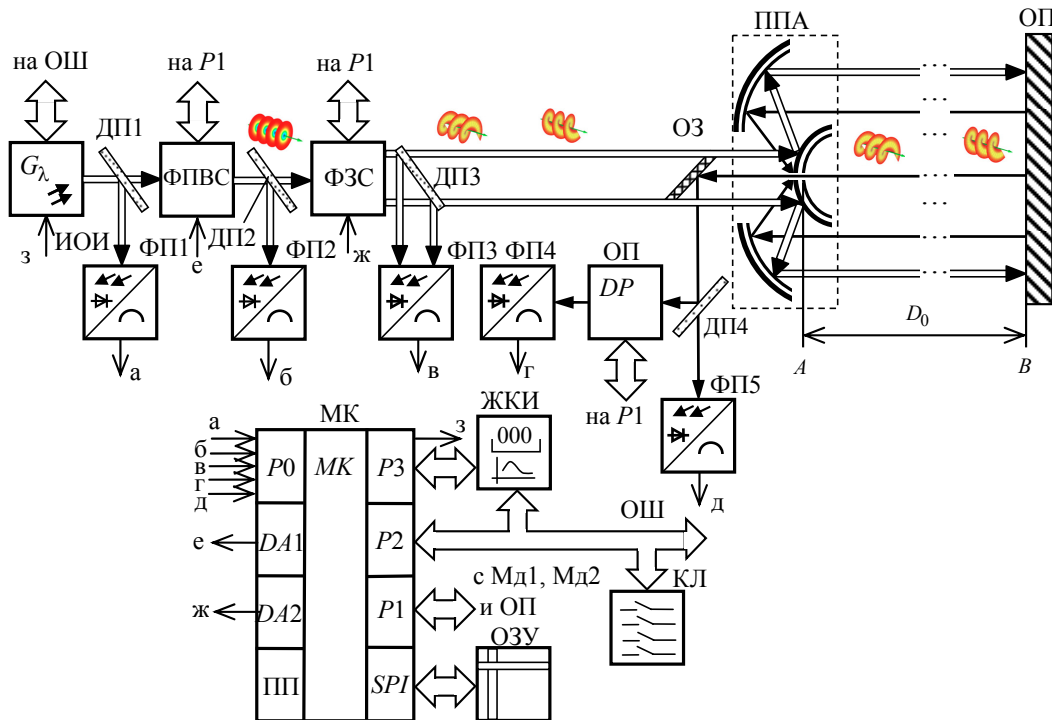 ППА
ОП
на ОШ
на P1
на P1
ДП1
ОЗ
Gλ
ФПВС
ФЗС
ДП3
з
ИОИ
ФП1
е
ДП2
ФП2
ж
ФП3
ФП4
ОП
DP
ДП4
D0
A
B
а
б
в
г
на P1
ФП5
д
МК
ЖКИ
000
а
б
в
г
д
P0
MK
P3
з
ОШ
е
DA1
P2
с Мд1, Мд2
и ОП
КЛ
ж
DA2
P1
ОЗУ
ПП
SPI